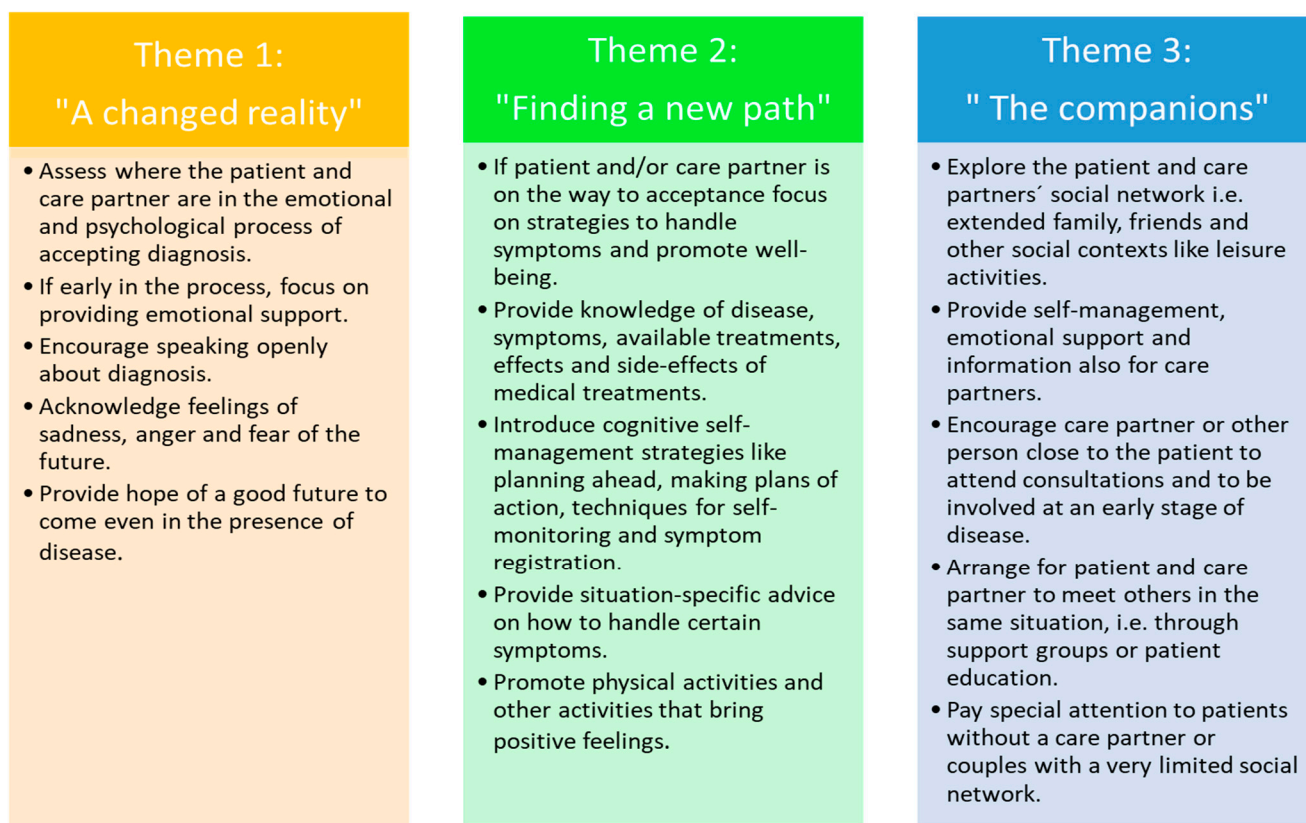 Theme 1:
"A changed reality"
• Assess where the patient and
care partner are in the emotional
and psychological process of
accepting diagnosis.
• If early in the process, focus on
providing emotional support.
• Encourage speaking openly
about diagnosis.
• Acknowledge feelings of
sadness, anger and fear of the
future.
• Provide hope of a good future to
come even in the presence of
disease.
Theme 2:
"Finding a new path"
• If patient and/or care partner is
on the way to acceptance focus
on strategies to handle
symptoms and promote well-
being.
• Provide knowledge of disease,
symptoms, available treatments,
effects and side-effects of
medical treatments.
• Introduce cognitive self-
management strategies like
planning ahead, making plans of
action, techniques for self-
monitoring and symptom
registration.
• Provide situation-specific advice
on how to handle certain
symptoms.
• Promote physical activities and
other activities that bring
positive feelings.
Theme 3:
" The companions"
• Explore the patient and care
partners´ social network i.e.
extended family, friends and
other social contexts like leisure
activities.
• Provide self-management,
emotional support and
information also for care
partners.
• Encourage care partner or other
person close to the patient to
attend consultations and to be
involved at an early stage of
disease.
• Arrange for patient and care
partner to meet others in the
same situation, i.e. through
support groups or patient
education.
• Pay special attention to patients
without a care partner or
couples with a very limited social
network.